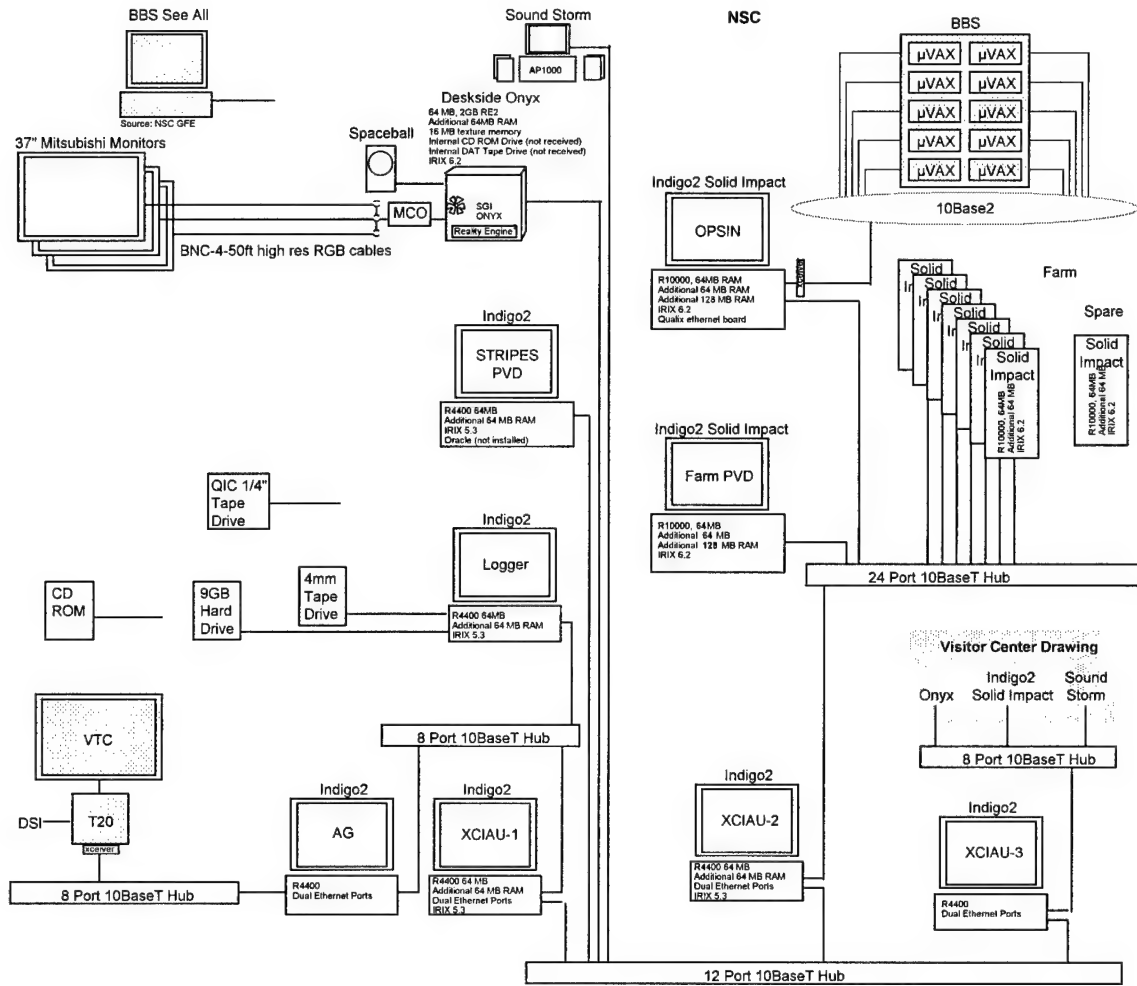 BBS See All
Sound Storm
NSC
BBS
AP1000
µVAX µVAX
µVAX µVAX
µVAX µVAX
µVAX µVAX
µVAX µVAX
10Base2
Source: NSC GFE
Deskside Onyx
64 MB, 2GB RE2
Additional 64MB RAM
16 MB texture memory
Internal CD ROM Drive (not received)
Internal DAT Tape Drive (not received)
IRIX 6.2
Spaceball
37" Mitsubishi Monitors
MCO
SGI
ONYX
Reality Engine
BNC-4-50ft high res RGB cables
Indigo2 Solid Impact
OPSIN
R10000, 64MB RAM
Additional 64 MB RAM
Additional 128 MB RAM
IRIX 6.2
Qualix ethernet board
xceiver
Farm
Solid
Solid
Solid
Solid
Solid
Solid
Impact
R10000, 64MB
Additional 64 MB
IRIX 6.2
Spare
Solid
Impact
R10000, 64MB
Additional 64 MB
IRIX 6.2
Indigo2
STRIPES
PVD
R4400 64MB
Additional 64 MB RAM
IRIX 5.3
Oracle (not installed)
Indigo2 Solid Impact
Farm PVD
R10000, 64MB
Additional 64 MB
Additional 128 MB RAM
IRIX 6.2
24 Port 10BaseT Hub
QIC 1/4"
Tape
Drive
Indigo2
Logger
R4400 64MB
Additional 64 MB RAM
IRIX 5.3
CD
ROM
9GB
Hard
Drive
4mm
Tape
Drive
Visitor Center Drawing
Onyx
Indigo2
Solid Impact
Sound
Storm
8 Port 10BaseT Hub
8 Port 10BaseT Hub
VTC
DSI
T20
xceiver
8 Port 10BaseT Hub
Indigo2
AG
R4400
Dual Ethernet Ports
Indigo2
XCIAU-1
R4400 64 MB
Additional 64 MB RAM
Dual Ethernet Ports
IRIX 5.3
Indigo2
XCIAU-2
R4400 64 MB
Additional 64 MB RAM
Dual Ethernet Ports
IRIX 5.3
Indigo2
XCIAU-3
R4400
Dual Ethernet Ports
12 Port 10BaseT Hub